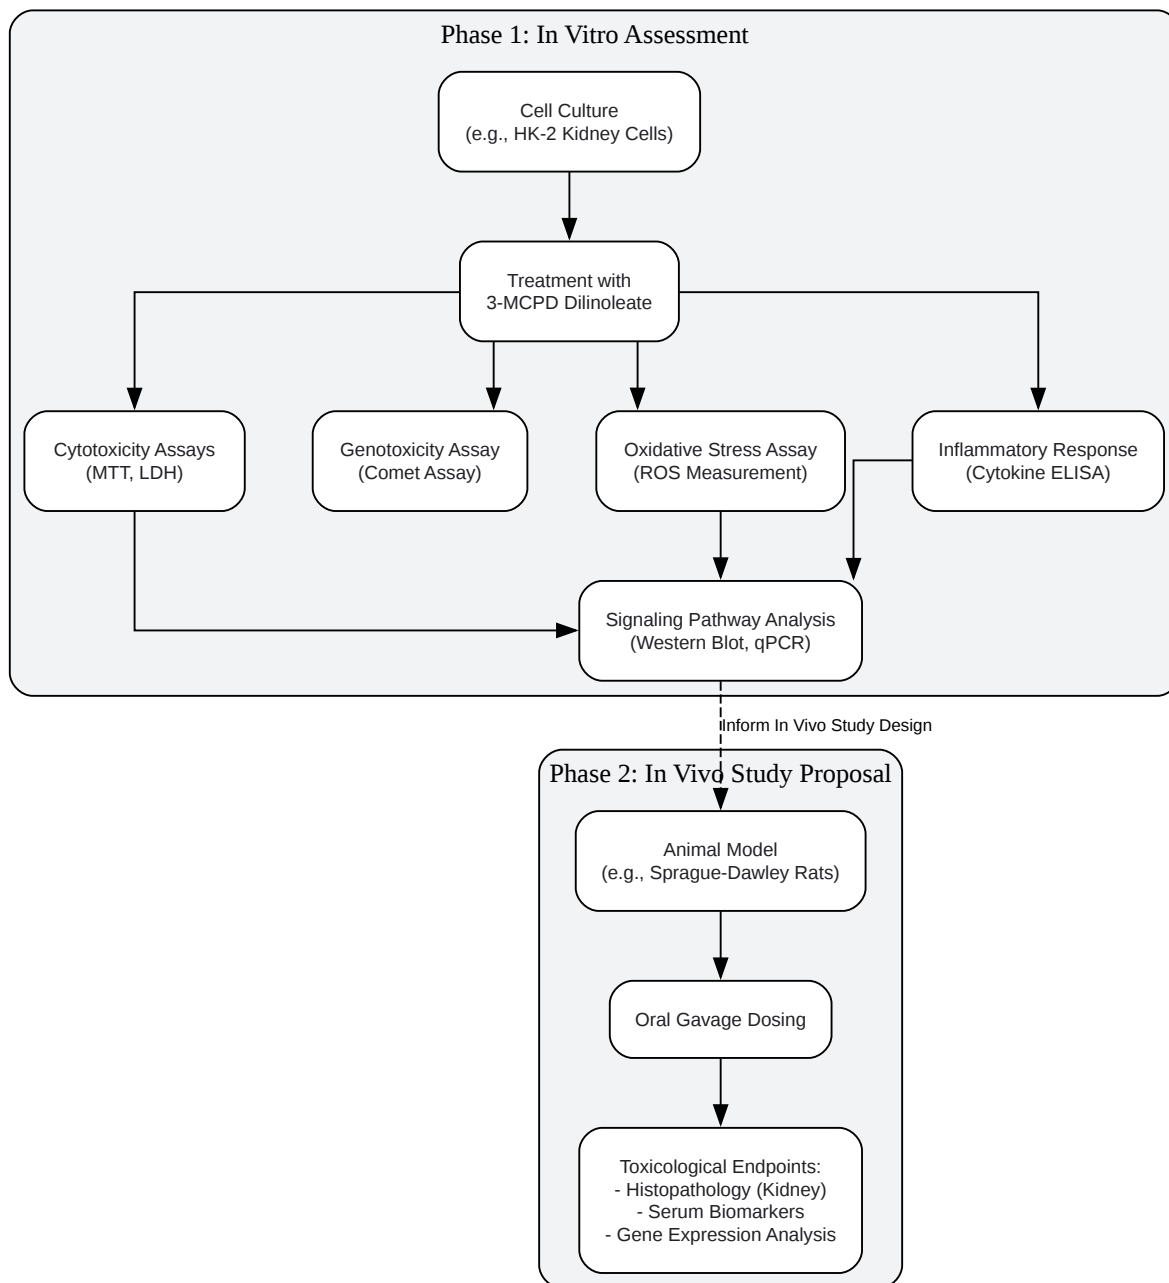 Phase 1: In Vitro Assessment
Cell Culture
(e.g., HK-2 Kidney Cells)
Treatment with
3-MCPD Dilinoleate
Cytotoxicity Assays
(MTT, LDH)
Genotoxicity Assay
(Comet Assay)
Oxidative Stress Assay
(ROS Measurement)
Inflammatory Response
(Cytokine ELISA)
Signaling Pathway Analysis
(Western Blot, qPCR)
Inform In Vivo Study Design
Phase 2: In Vivo Study Proposal
Animal Model
(e.g., Sprague-Dawley Rats)
Oral Gavage Dosing
Toxicological Endpoints:
- Histopathology (Kidney)
- Serum Biomarkers
- Gene Expression Analysis